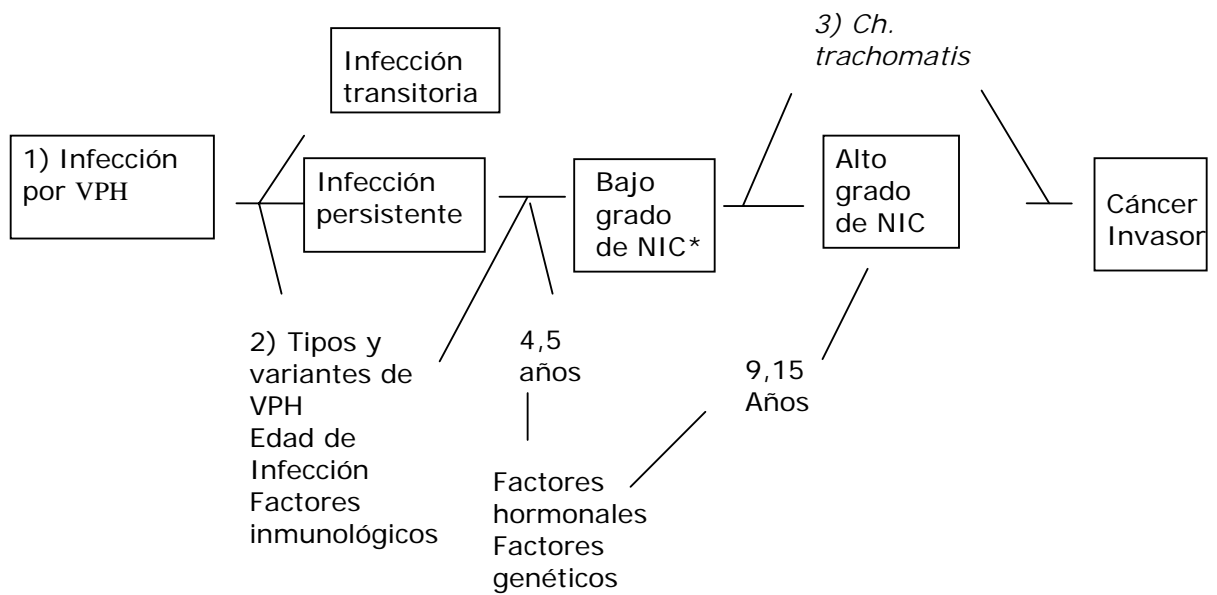 3) Ch.
trachomatis
Infección
transitoria
1) Infección
por VPH
Infección
persistente
Bajo
grado
de NIC*
Alto
grado
de NIC
Cáncer
Invasor
2) Tipos y
variantes de
VPH
Edad de
Infección
Factores
inmunológicos
4,5
años
9,15
Años
Factores
hormonales
Factores
genéticos